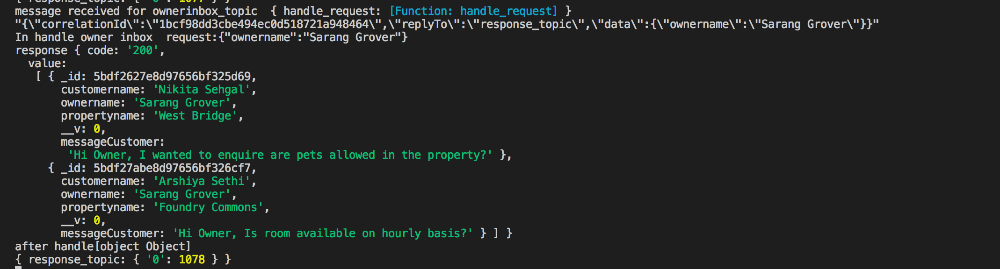 { response_topic: { '0': 1077 } }
message received for ownerinbox_topic  { handle_request: [Function: handle_request] }
"{\"correlationId\":\"1bcf98dd3cbe494ec0d518721a948464\",\"replyTo\":\"response_topic\",\"data\":{\"ownername\":\"Sarang Grover\"}}"
In handle owner inbox  request:{"ownername":"Sarang Grover"}
response { code: '200',
  value:
   [ { _id: 5bdf2627e8d97656bf325d69,
       customername: 'Nikita Sehgal',
       ownername: 'Sarang Grover',
       propertyname: 'West Bridge',
       __v: 0,
       messageCustomer:
        'Hi Owner, I wanted to enquire are pets allowed in the property?' },
     { _id: 5bdf27abe8d97656bf326cf7,
       customername: 'Arshiya Sethi',
       ownername: 'Sarang Grover',
       propertyname: 'Foundry Commons',
       __v: 0,
       messageCustomer: 'Hi Owner, Is room available on hourly basis?' } ] }
after handle[object Object]
{ response_topic: { '0': 1078 } }